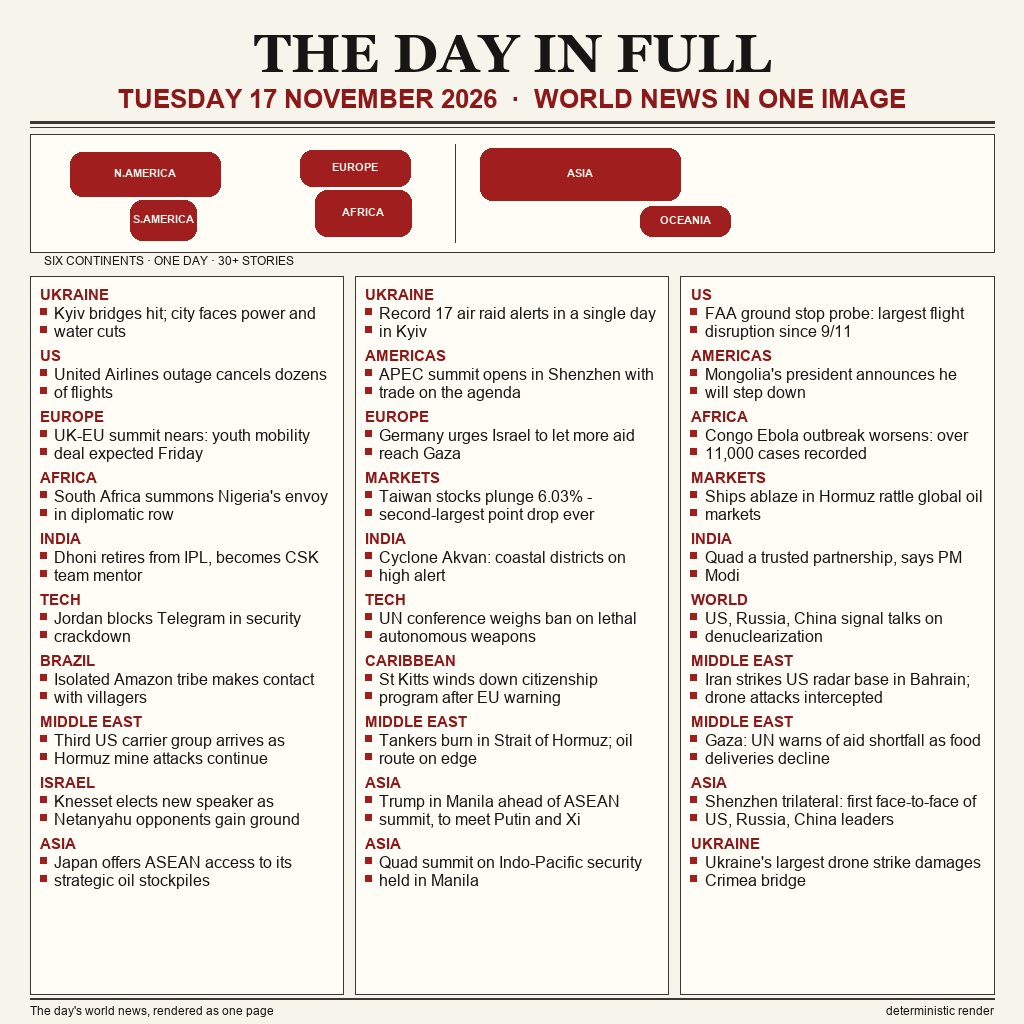 THE DAY IN FULL
TUESDAY 17 NOVEMBER 2026 · WORLD NEWS IN ONE IMAGE
N.AMERICA
S.AMERICA
EUROPE
AFRICA
ASIA
OCEANIA
SIX CONTINENTS · ONE DAY · 30+ STORIES
UKRAINE
Kyiv bridges hit; city faces power and
water cuts
US
United Airlines outage cancels dozens
of flights
EUROPE
UK-EU summit nears: youth mobility
deal expected Friday
AFRICA
South Africa summons Nigeria's envoy
in diplomatic row
INDIA
Dhoni retires from IPL, becomes CSK
team mentor
TECH
Jordan blocks Telegram in security
crackdown
BRAZIL
Isolated Amazon tribe makes contact
with villagers
MIDDLE EAST
Third US carrier group arrives as
Hormuz mine attacks continue
ISRAEL
Knesset elects new speaker as
Netanyahu opponents gain ground
ASIA
Japan offers ASEAN access to its
strategic oil stockpiles
UKRAINE
Record 17 air raid alerts in a single day
in Kyiv
AMERICAS
APEC summit opens in Shenzhen with
trade on the agenda
EUROPE
Germany urges Israel to let more aid
reach Gaza
MARKETS
Taiwan stocks plunge 6.03% -
second-largest point drop ever
INDIA
Cyclone Akvan: coastal districts on
high alert
TECH
UN conference weighs ban on lethal
autonomous weapons
CARIBBEAN
St Kitts winds down citizenship
program after EU warning
MIDDLE EAST
Tankers burn in Strait of Hormuz; oil
route on edge
ASIA
Trump in Manila ahead of ASEAN
summit, to meet Putin and Xi
ASIA
Quad summit on Indo-Pacific security
held in Manila
US
FAA ground stop probe: largest flight
disruption since 9/11
AMERICAS
Mongolia's president announces he
will step down
AFRICA
Congo Ebola outbreak worsens: over
11,000 cases recorded
MARKETS
Ships ablaze in Hormuz rattle global oil
markets
INDIA
Quad a trusted partnership, says PM
Modi
WORLD
US, Russia, China signal talks on
denuclearization
MIDDLE EAST
Iran strikes US radar base in Bahrain;
drone attacks intercepted
MIDDLE EAST
Gaza: UN warns of aid shortfall as food
deliveries decline
ASIA
Shenzhen trilateral: first face-to-face of
US, Russia, China leaders
UKRAINE
Ukraine's largest drone strike damages
Crimea bridge
The day's world news, rendered as one page
deterministic render